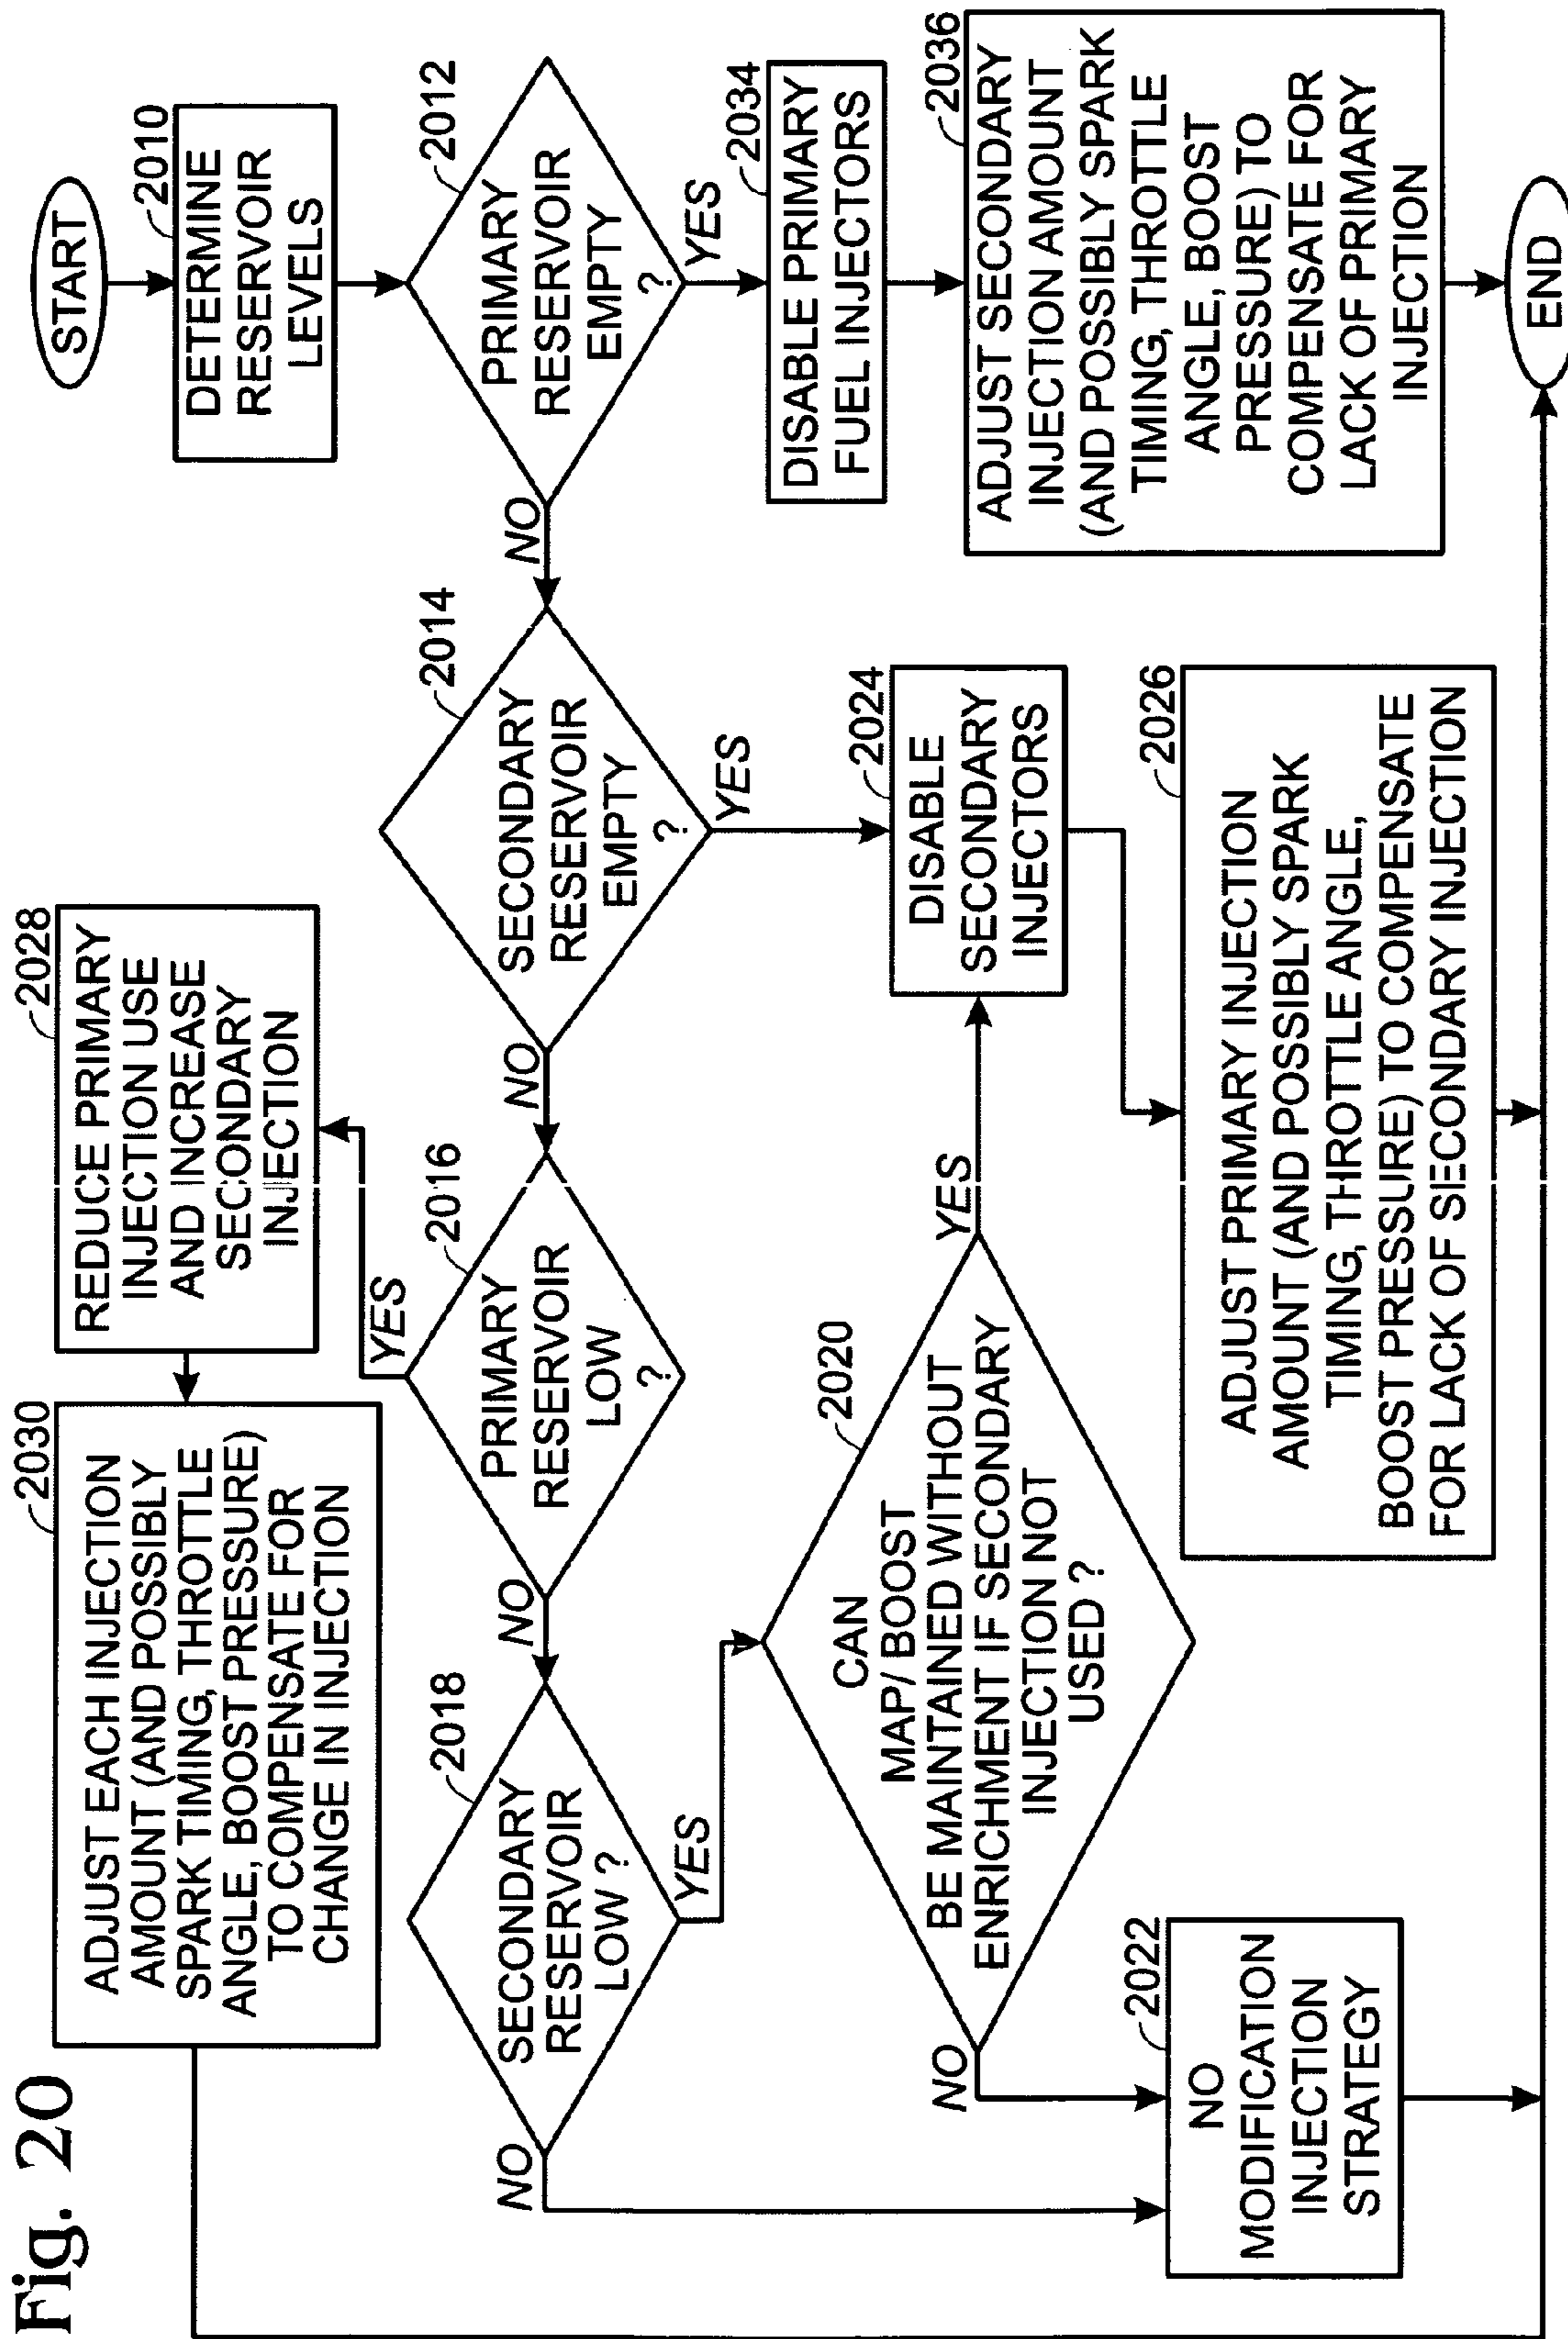 Fig. 20
START
2010
DETERMINE
RESERVOIR
LEVELS
2012
PRIMARY
RESERVOIR
EMPTY
?
YES
NO
2034
DISABLE PRIMARY
FUEL INJECTORS
2036
ADJUST SECONDARY
INJECTION AMOUNT
(AND POSSIBLY SPARK
TIMING, THROTTLE
ANGLE, BOOST
PRESSURE) TO
COMPENSATE FOR
LACK OF PRIMARY
INJECTION
END
2014
SECONDARY
RESERVOIR
EMPTY
?
YES
NO
2024
DISABLE
SECONDARY
INJECTORS
2026
ADJUST PRIMARY INJECTION
AMOUNT (AND POSSIBLY SPARK
TIMING, THROTTLE ANGLE,
BOOST PRESSURE) TO COMPENSATE
FOR LACK OF SECONDARY INJECTION
2016
PRIMARY
RESERVOIR
LOW
?
YES
NO
2028
REDUCE PRIMARY
INJECTION USE
AND INCREASE
SECONDARY
INJECTION
2030
ADJUST EACH INJECTION
AMOUNT (AND POSSIBLY
SPARK TIMING, THROTTLE
ANGLE, BOOST PRESSURE)
TO COMPENSATE FOR
CHANGE IN INJECTION
2018
SECONDARY
RESERVOIR
LOW ?
YES
NO
2020
CAN
MAP/ BOOST
BE MAINTAINED WITHOUT
ENRICHMENT IF SECONDARY
INJECTION NOT
USED ?
YES
NO
2022
NO
MODIFICATION
INJECTION
STRATEGY